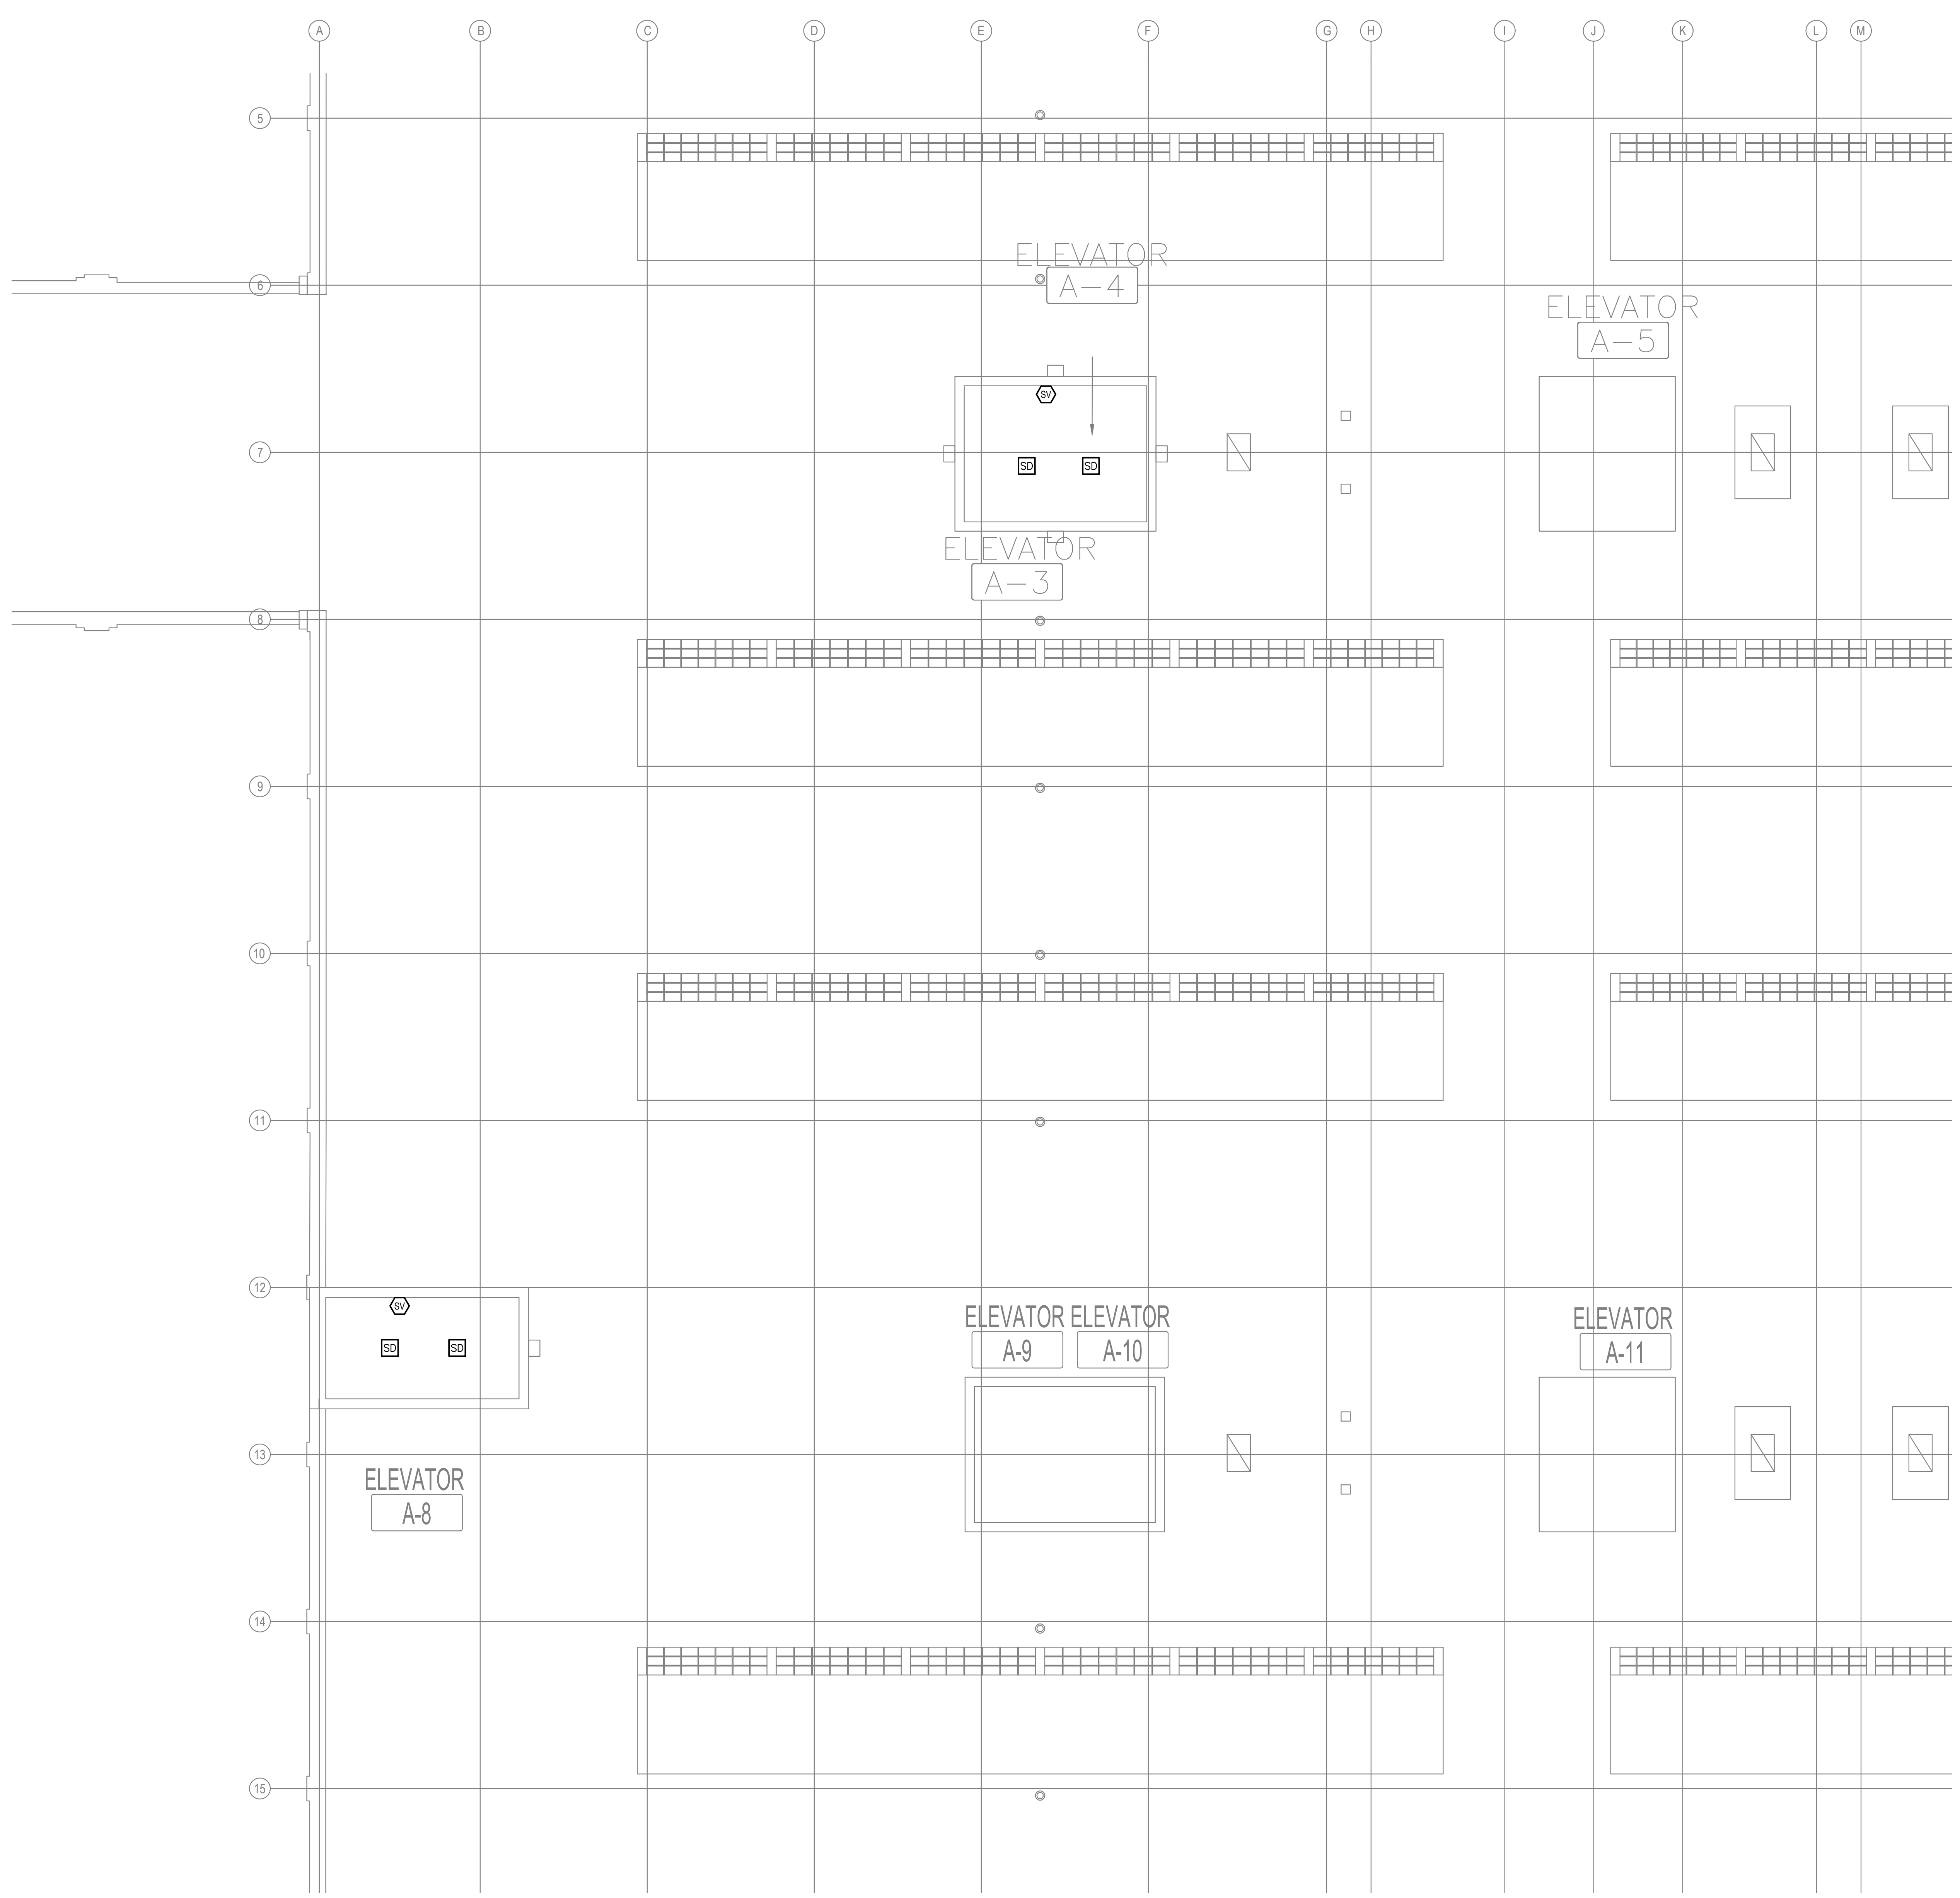 A B C D E F G H I J K L M
5
ELEVATOR
A-4
6
ELEVATOR
A-5
SV
7
SD SD
ELEVATOR
A-3
8
9
10
11
12
SV
ELEVATOR ELEVATOR ELEVATOR
SD SD A-9 A-10 A-11
13
ELEVATOR
A-8
14
15